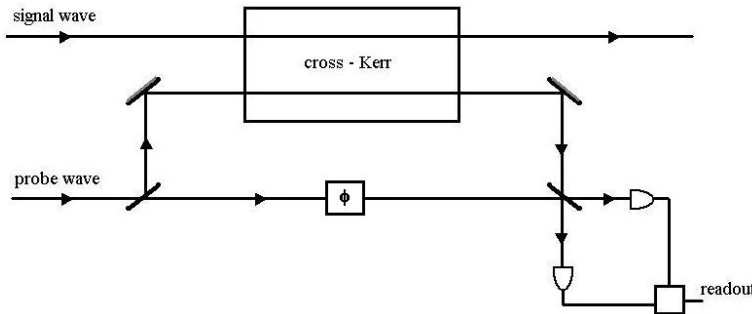 signal wave
cross - Kerr
probe wave
ϕ
readout